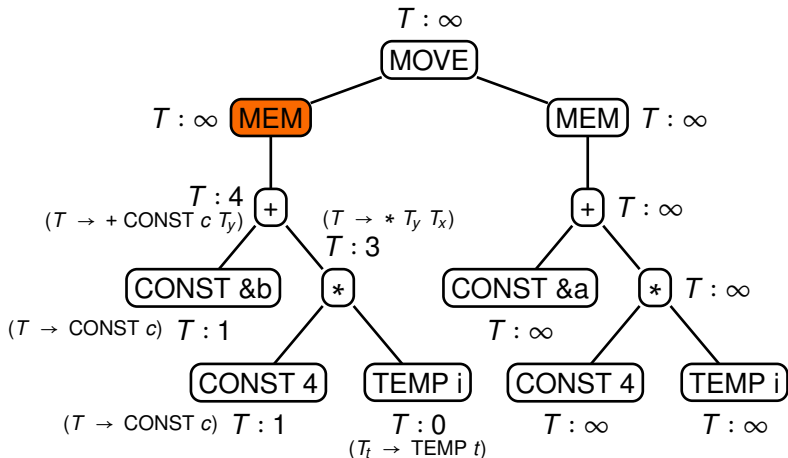 T : ∞
MOVE
T : ∞ MEM MEM T : ∞
T : 4 + + T : ∞
(T → + CONST c T_y) (T → * T_y T_x)
T : 3
CONST &b * CONST &a * T : ∞
(T → CONST c) T : 1 T : ∞
CONST 4 TEMP i CONST 4 TEMP i
(T → CONST c) T : 1 T : 0 T : ∞ T : ∞
(T_t → TEMP t)